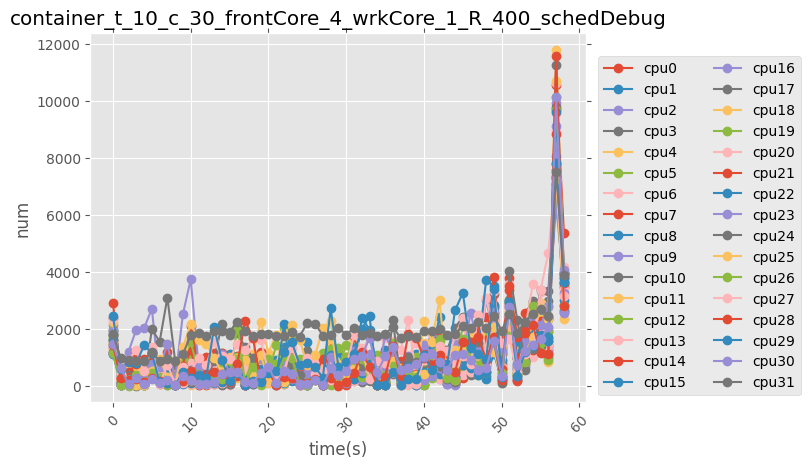 container_t_10_c_30_frontCore_4_wrkCore_1_R_400_schedDebug
12000
10000
8000
6000
4000
2000
0
num
0
10
20
30
40
50
60
time(s)
cpu0
cpu1
cpu2
cpu3
cpu4
cpu5
cpu6
cpu7
cpu8
cpu9
cpu10
cpu11
cpu12
cpu13
cpu14
cpu15
cpu16
cpu17
cpu18
cpu19
cpu20
cpu21
cpu22
cpu23
cpu24
cpu25
cpu26
cpu27
cpu28
cpu29
cpu30
cpu31